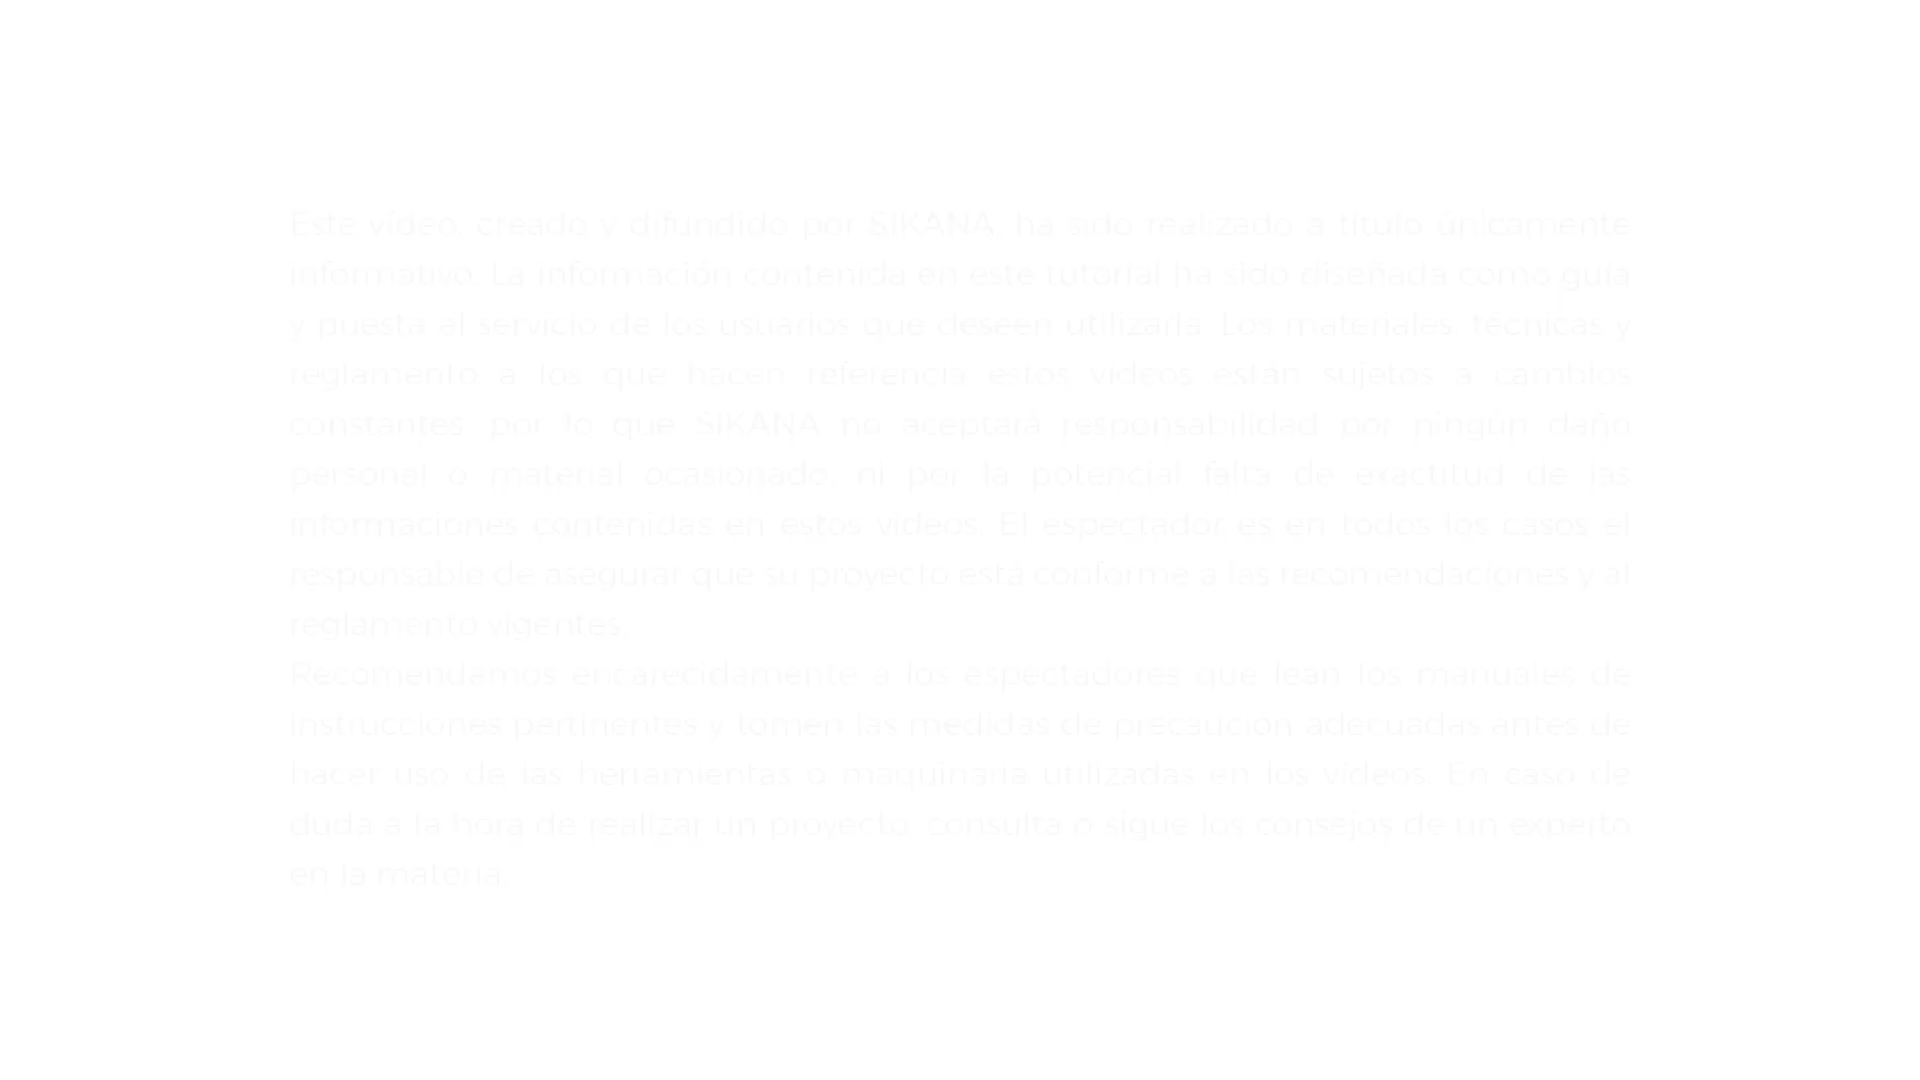 Este vídeo, creado y difundido por SIKANA, ha sido realizado a título únicamente
informativo. La información contenida en este tutorial ha sido diseñada como guía
y puesta al servicio de los usuarios que deseen utilizarla. Los materiales, técnicas y
reglamento a los que hacen referencia estos vídeos están sujetos a cambios
constantes, por lo que SIKANA no aceptará responsabilidad por ningún daño
personal o material ocasionado, ni por la potencial falta de exactitud de las
informaciones contenidas en estos vídeos. El espectador es en todos los casos el
responsable de asegurar que su proyecto está conforme a las recomendaciones y al
reglamento vigentes.
Recomendamos encarecidamente a los espectadores que lean los manuales de
instrucciones pertinentes y tomen las medidas de precaución adecuadas antes de
hacer uso de las herramientas o maquinaria utilizadas en los vídeos. En caso de
duda a la hora de realizar un proyecto, consulta o sigue los consejos de un experto
en la materia.